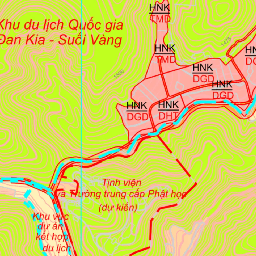 HNK
TMD
Khu du lịch Quốc gia
Đan Kia - Suối Vàng
HNK
TMD
HNK
DGD
HNK
DGD
HNK
DGD
HNK
DHT
Tịnh viện
và Trường trung cấp Phật học
(dự kiến)
Khu vực
dự án
kết hợp
du lịch